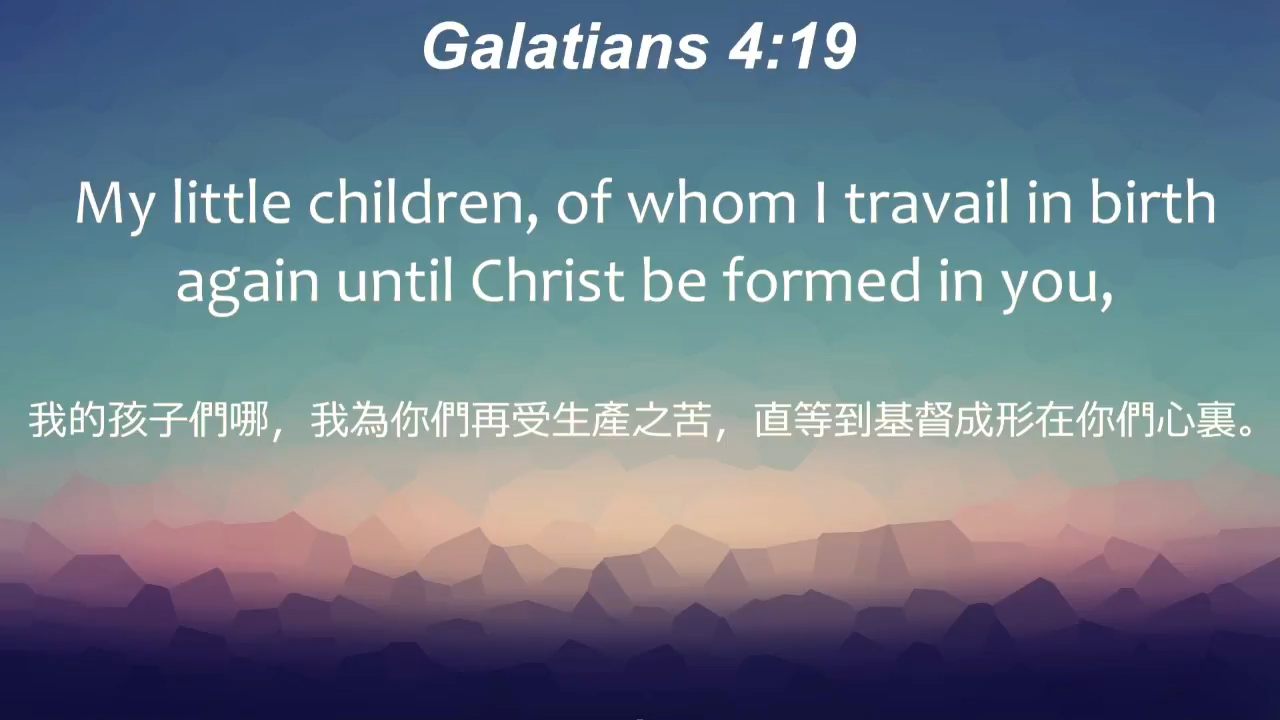 Galatians 4:19
My little children, of whom I travail in birth
again until Christ be formed in you,
我的孩子們哪，我為你們再受生產之苦，直等到基督成形在你們心裏。